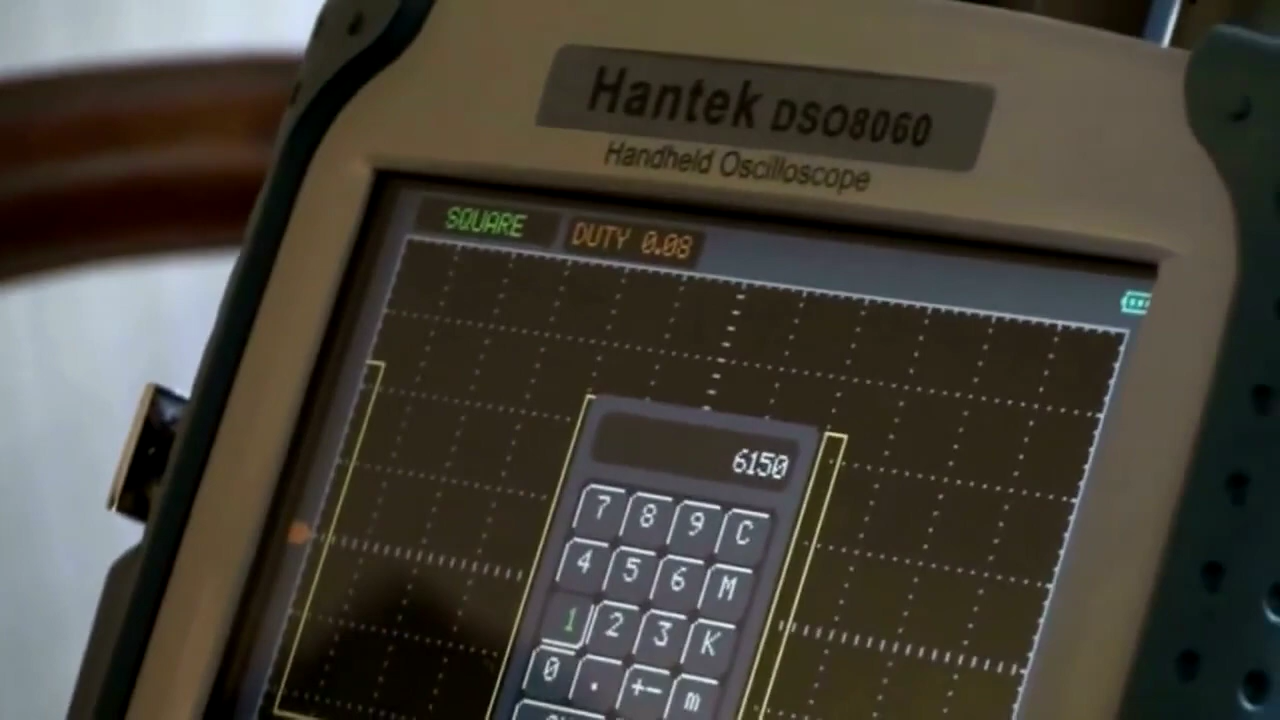 Hantek DSO8060
Handheld Oscilloscope
SQUARE DUTY 0.08
6150
7 8 9 C
4 5 6 M
1 2 3 K
0 . +- m